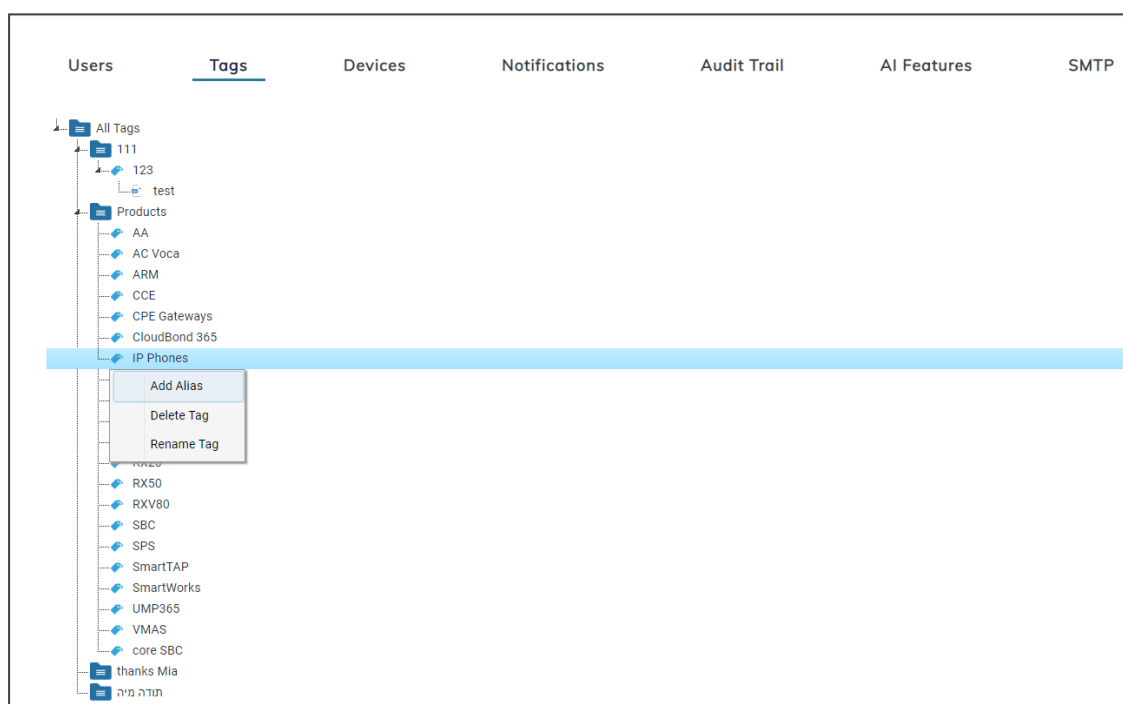 Users Tags Devices Notifications Audit Trail AI Features SMTP
All Tags
111
123
test
Products
AA
AC Voca
ARM
CCE
CPE Gateways
CloudBond 365
IP Phones
Add Alias
Delete Tag
Rename Tag
RX50
RXV80
SBC
SPS
SmartTAP
SmartWorks
UMP365
VMAS
core SBC
thanks Mia
תודה מיה